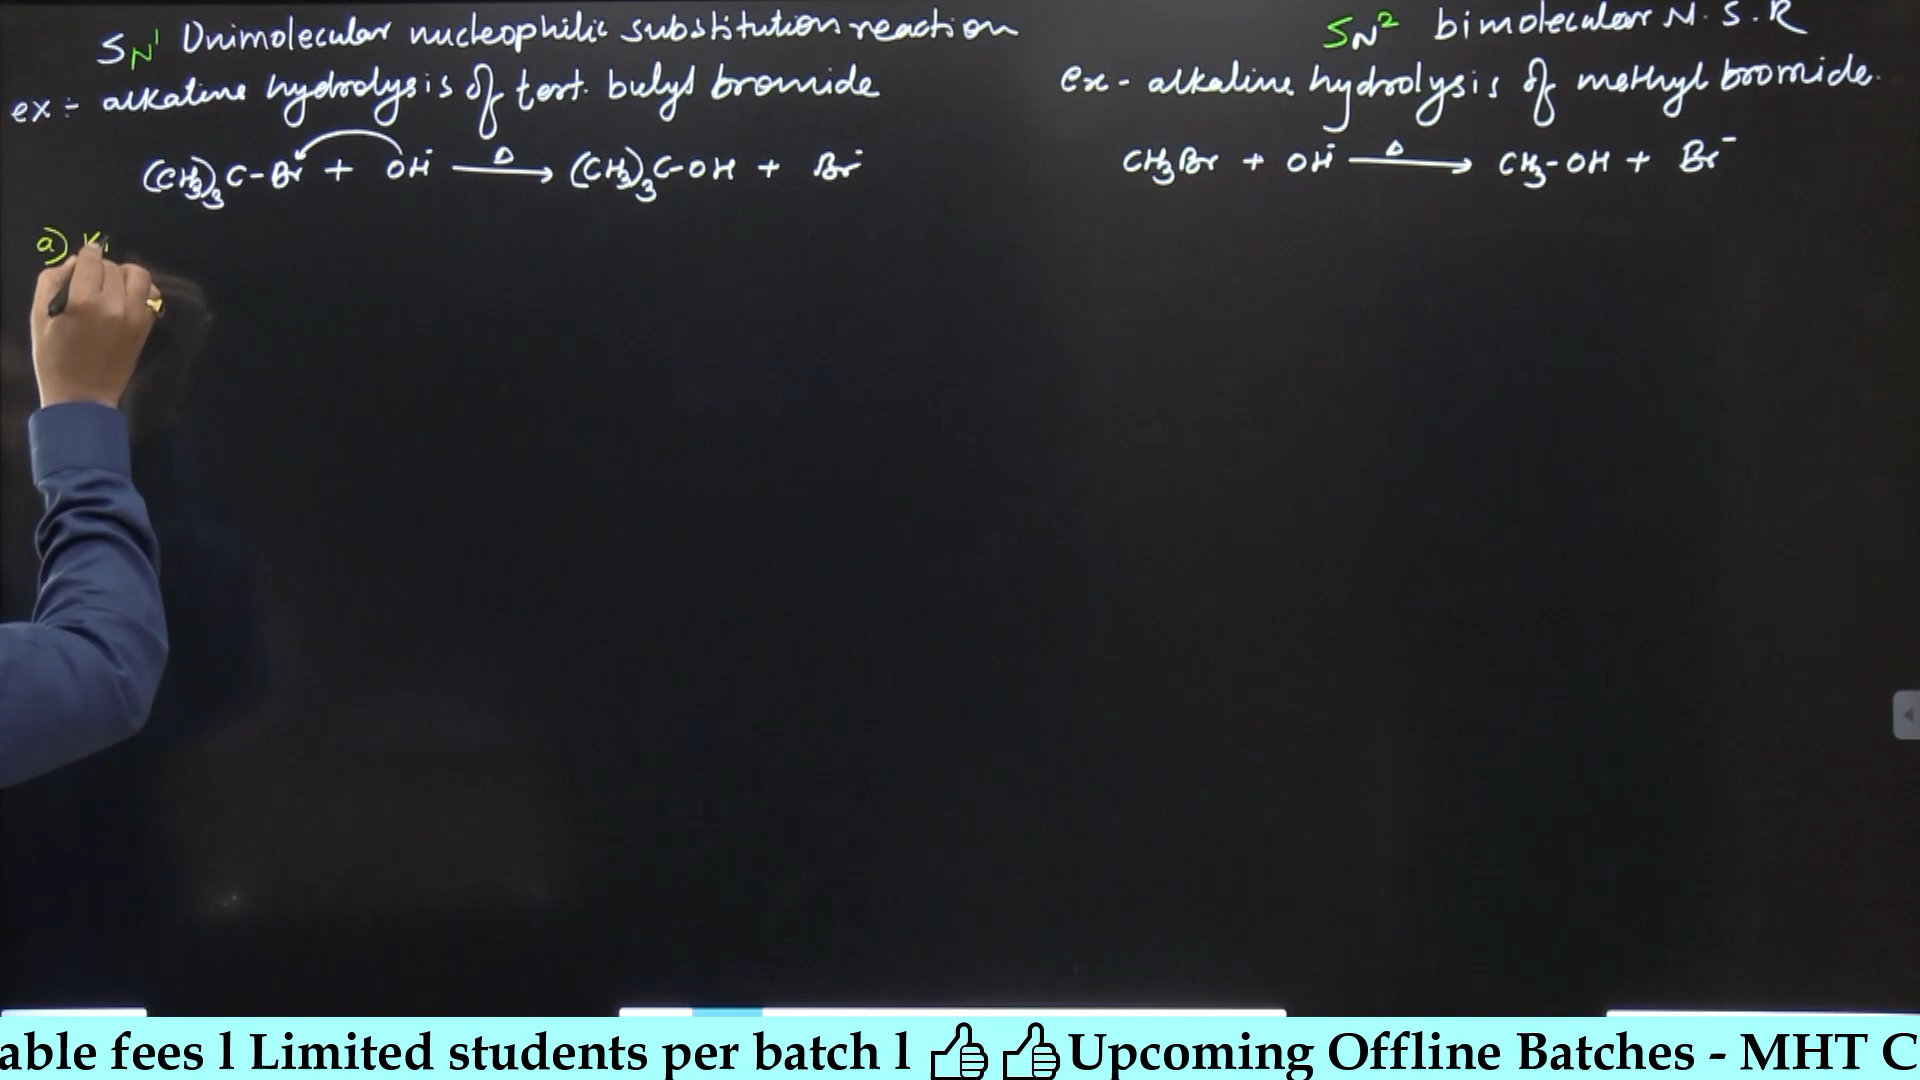 SN1 Unimolecular nucleophilic substitution reaction
ex :- alkaline hydrolysis of tert. butyl bromide
(CH3)3C-Br + OH- →Δ (CH3)3C-OH + Br-
a) Ki
SN2 bimolecular N.S.R
ex- alkaline hydrolysis of methyl bromide.
CH3Br + OH- →Δ CH3-OH + Br-
able fees l Limited students per batch l 👍👍Upcoming Offline Batches - MHT C